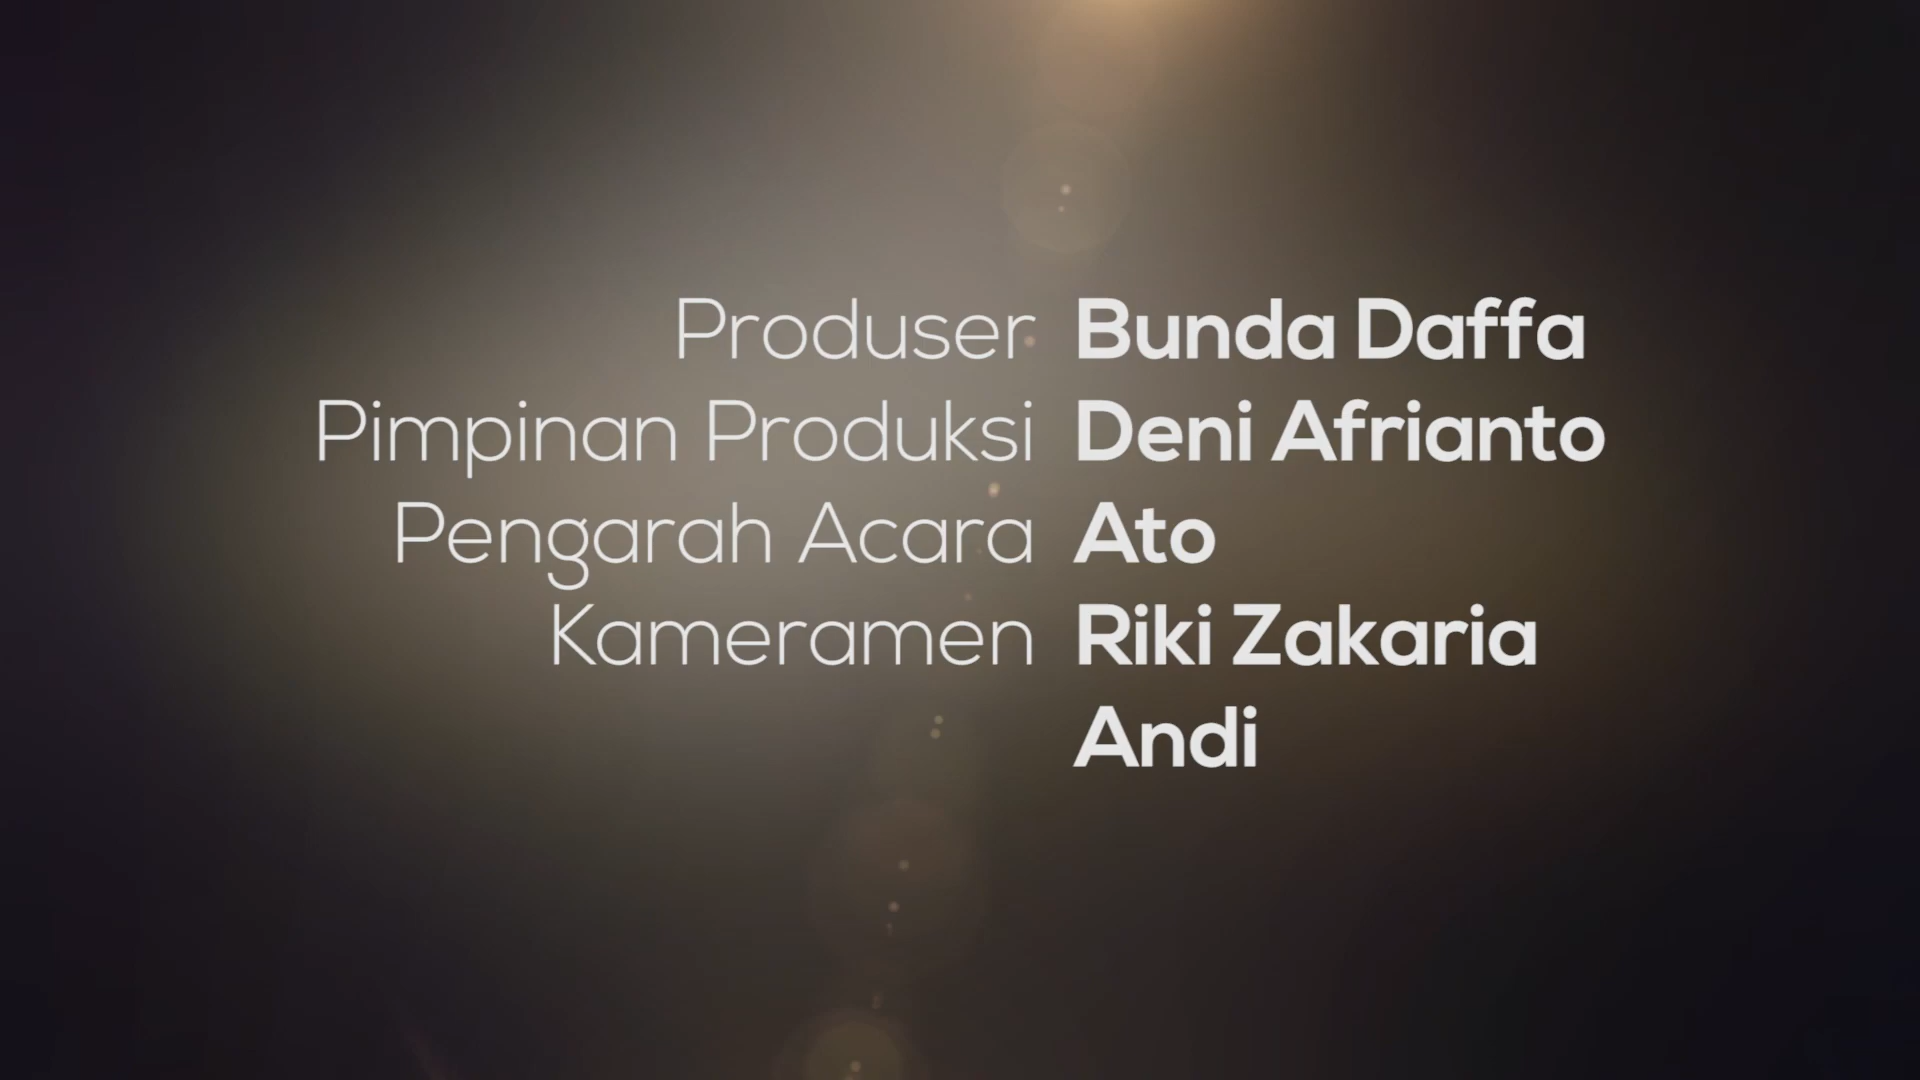 Produser Bunda Daffa
Pimpinan Produksi Deni Afrianto
Pengarah Acara Ato
Kameramen Riki Zakaria
Andi